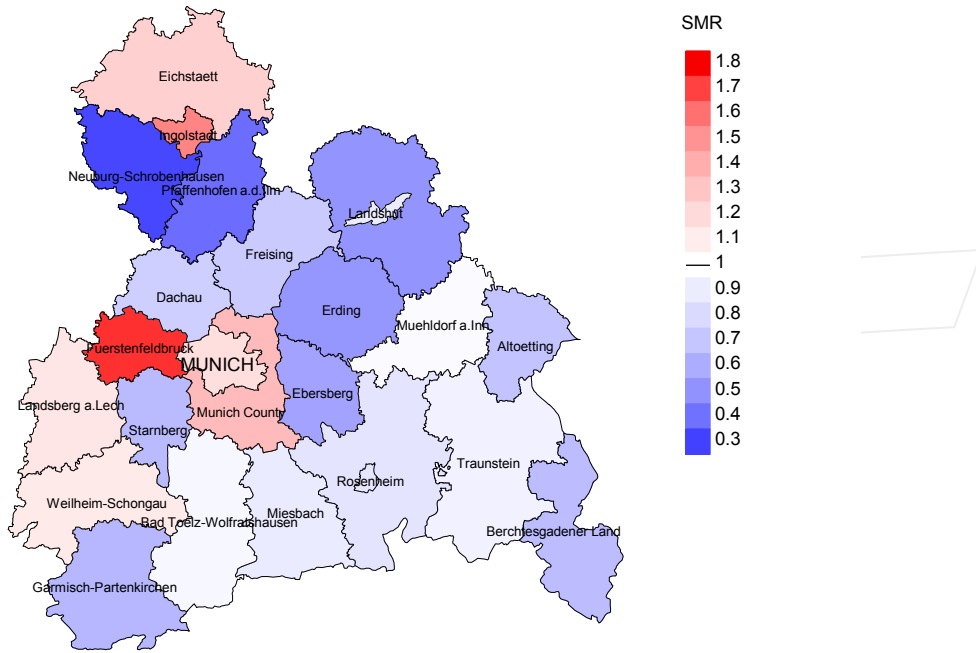 SMR
1.8
1.7
1.6
1.5
1.4
1.3
1.2
1.1
1
0.9
0.8
0.7
0.6
0.5
0.4
0.3
Eichstaett
Ingolstadt
Neuburg-Schrobenhausen
Pfaffenhofen a.d.Ilm
Landshut
Freising
Dachau
Erding
Muehldorf a.Inn
Altoetting
Fuerstenfeldbruck
MUNICH
Ebersberg
Landsberg a.Lech
Munich County
Starnberg
Traunstein
Rosenheim
Weilheim-Schongau
Miesbach
Bad Toelz-Wolfratshausen
Berchtesgadener Land
Garmisch-Partenkirchen